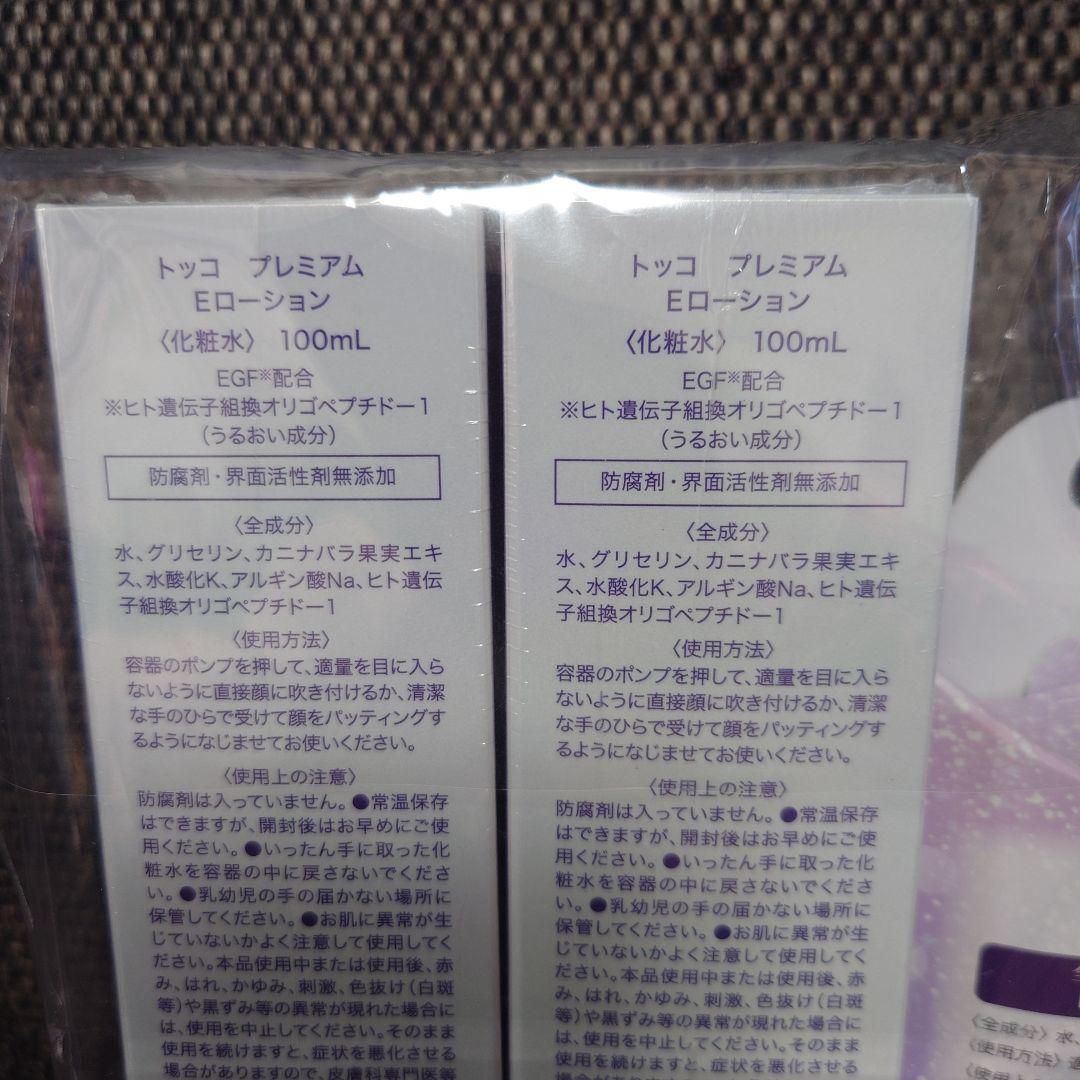 トッコ　プレミアム
Eローション
〈化粧水〉 100mL
EGF※配合
※ヒト遺伝子組換オリゴペプチドー1
（うるおい成分）
防腐剤・界面活性剤無添加
〈全成分〉
水、グリセリン、カニナバラ果実エキ
ス、水酸化K、アルギン酸Na、ヒト遺伝
子組換オリゴペプチドー1
〈使用方法〉
容器のポンプを押して、適量を目に入ら
ないように直接顔に吹き付けるか、清潔
な手のひらで受けて顔をパッティングす
るようになじませてお使いください。
〈使用上の注意〉
防腐剤は入っていません。●常温保存
はできますが、開封後はお早めにご使
用ください。●いったん手に取った化
粧水を容器の中に戻さないでくださ
い。●乳幼児の手の届かない場所に
保管してください。●お肌に異常が生
じていないかよく注意して使用してく
ださい。本品使用中または使用後、赤
み、はれ、かゆみ、刺激、色抜け(白斑
等)や黒ずみ等の異常が現れた場合に
は、使用を中止してください。そのまま
使用を続けますと、症状を悪化させる
場合がありますので、皮膚科専門医等
トッコ　プレミアム
Eローション
〈化粧水〉 100mL
EGF※配合
※ヒト遺伝子組換オリゴペプチドー1
（うるおい成分）
防腐剤・界面活性剤無添加
〈全成分〉
水、グリセリン、カニナバラ果実エキ
ス、水酸化K、アルギン酸Na、ヒト遺伝
子組換オリゴペプチドー1
〈使用方法〉
容器のポンプを押して、適量を目に入ら
ないように直接顔に吹き付けるか、清潔
な手のひらで受けて顔をパッティングす
るようになじませてお使いください。
〈使用上の注意〉
防腐剤は入っていません。●常温保存
はできますが、開封後はお早めにご使
用ください。●いったん手に取った化
粧水を容器の中に戻さないでくださ
い。●乳幼児の手の届かない場所に
保管してください。●お肌に異常が生
じていないかよく注意して使用してく
ださい。本品使用中または使用後、赤
み、はれ、かゆみ、刺激、色抜け(白斑
等)や黒ずみ等の異常が現れた場合に
は、使用を中止してください。そのまま
使用を続けますと、症状を悪化させる
〈全成分〉水、
〈使用方法〉適
〈使用上